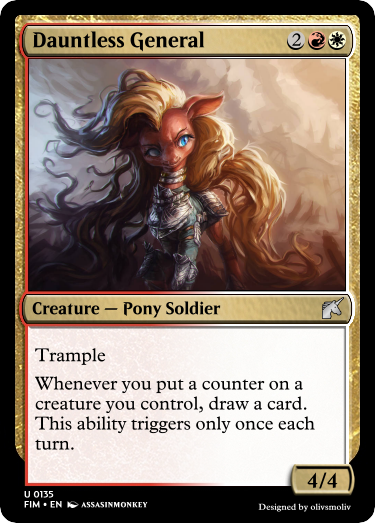 Dauntless General 2
Creature — Pony Soldier
Trample
Whenever you put a counter on a
creature you control, draw a card.
This ability triggers only once each
turn.
4/4
U 0135
FIM • EN ASSASINMONKEY
Designed by olivsmoliv